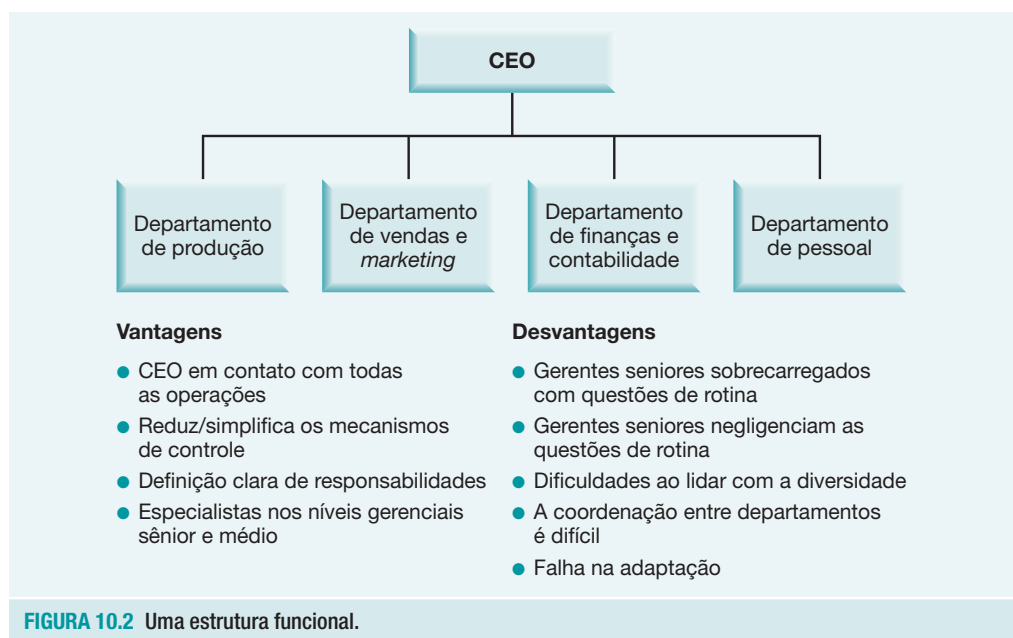 CEO
Departamento
de produção
Departamento
de vendas e
marketing
Departamento
de finanças e
contabilidade
Departamento
de pessoal
Vantagens
● CEO em contato com todas
as operações
● Reduz/simplifica os mecanismos
de controle
● Definição clara de responsabilidades
● Especialistas nos níveis gerenciais
sênior e médio
Desvantagens
● Gerentes seniores sobrecarregados
com questões de rotina
● Gerentes seniores negligenciam as
questões de rotina
● Dificuldades ao lidar com a diversidade
● A coordenação entre departamentos
é difícil
● Falha na adaptação
FIGURA 10.2 Uma estrutura funcional.